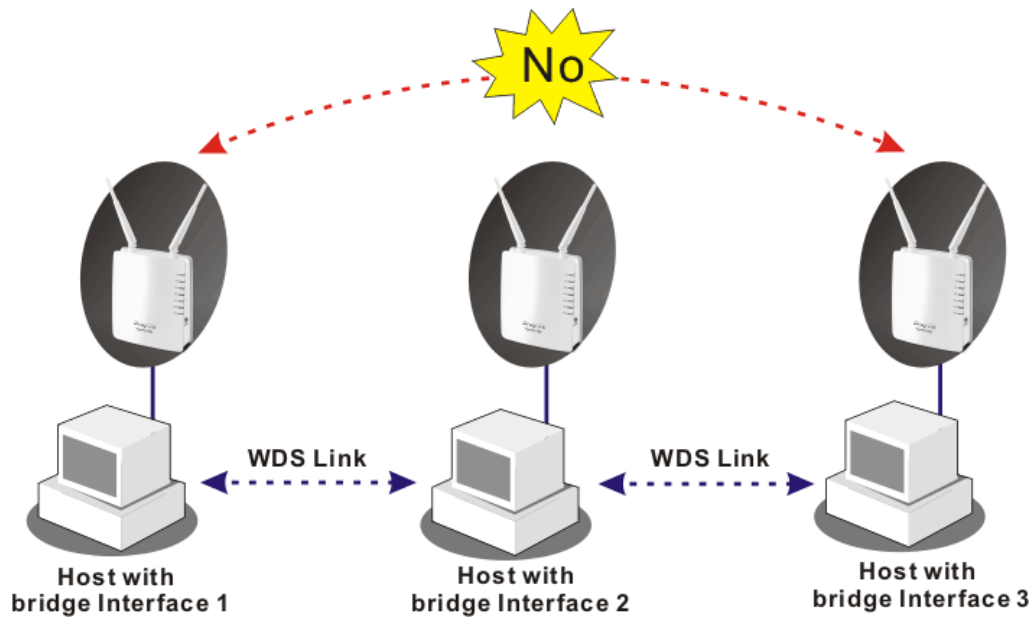 No
WDS Link
WDS Link
Host with
bridge Interface 1
Host with
bridge Interface 2
Host with
bridge Interface 3